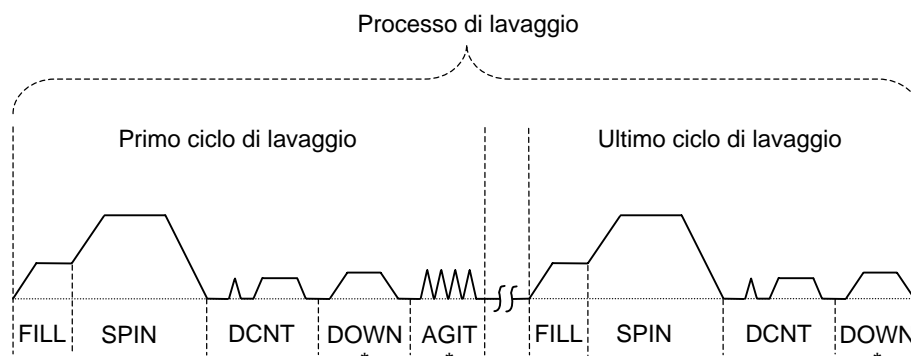 Processo di lavaggio
Primo ciclo di lavaggio
Ultimo ciclo di lavaggio
FILL SPIN DCNT DOWN AGIT FILL SPIN DCNT DOWN
* * *